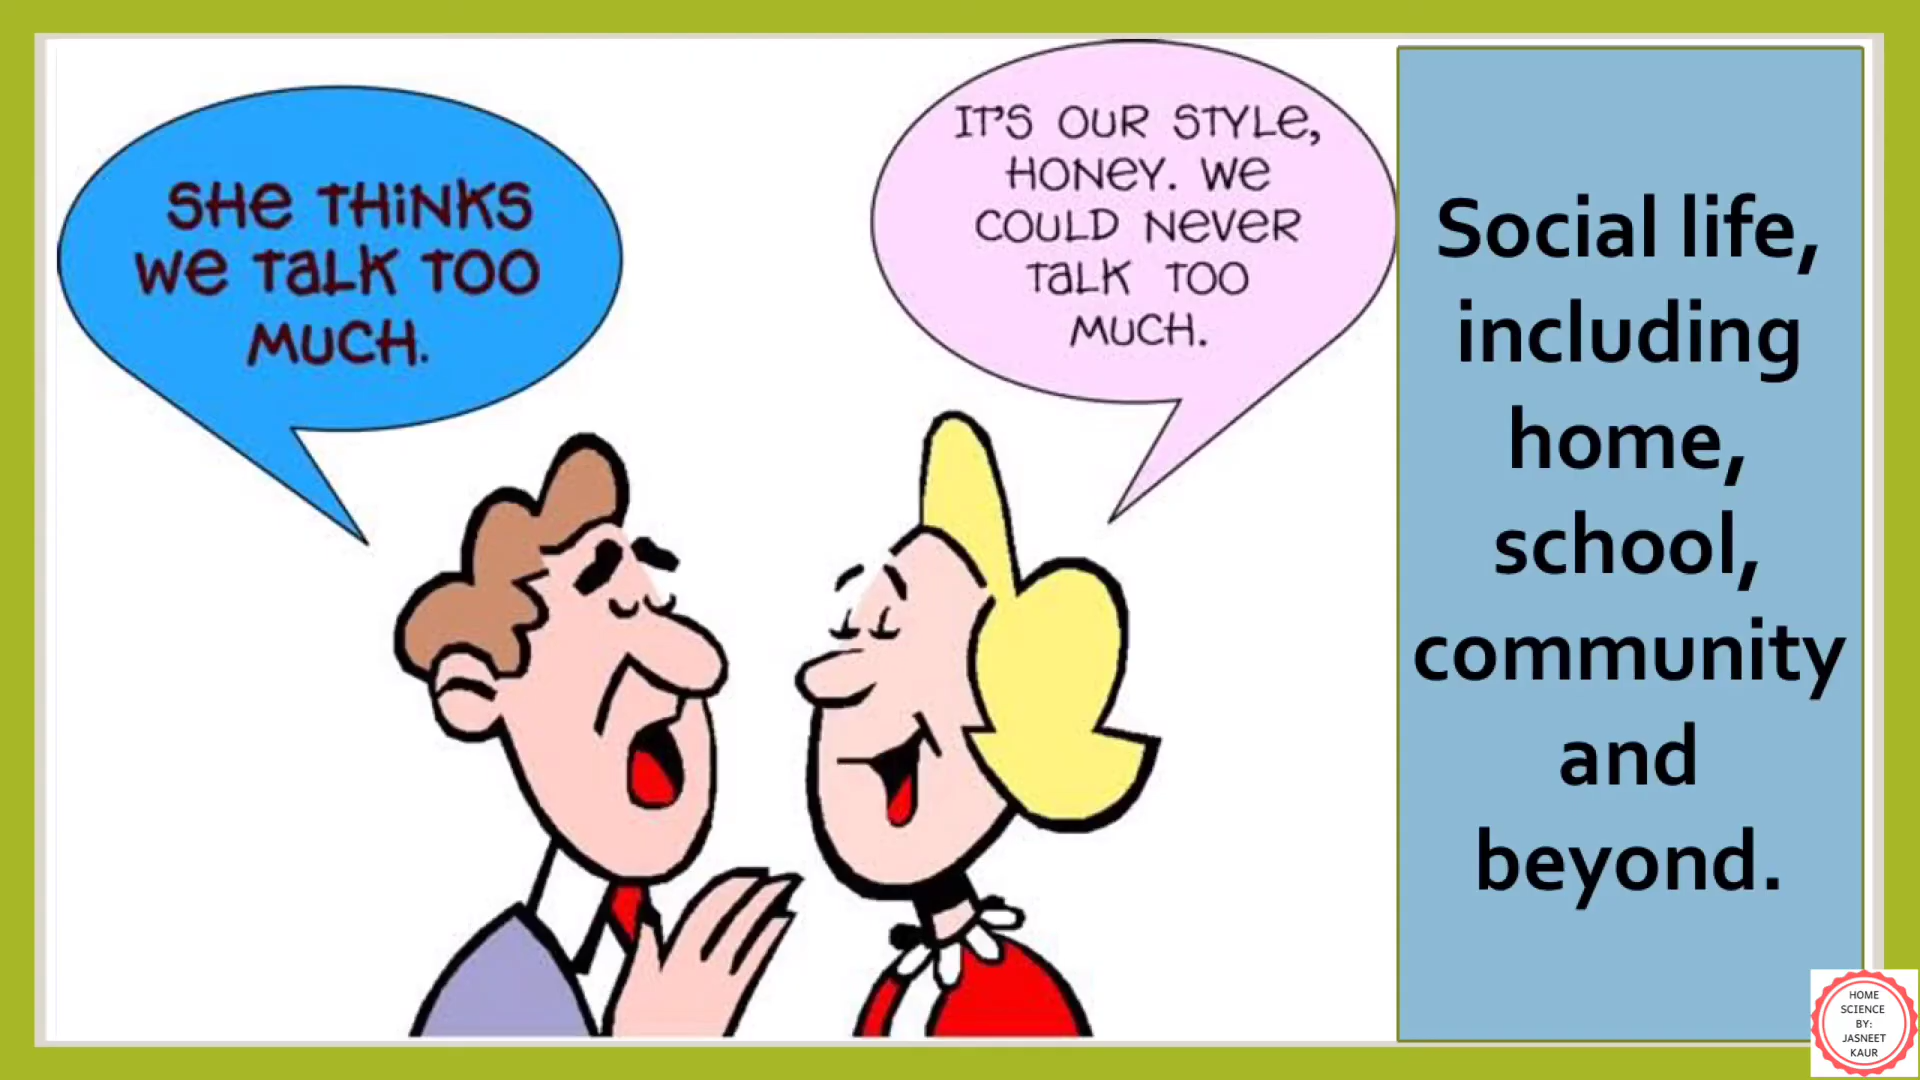 SHE THINKS
WE TALK TOO
MUCH.
IT'S OUR STYLE,
HONEY. WE
COULD NEVER
TALK TOO
MUCH.
Social life,
including
home,
school,
community
and
beyond.
HOME
SCIENCE
BY:
JASNEET
KAUR